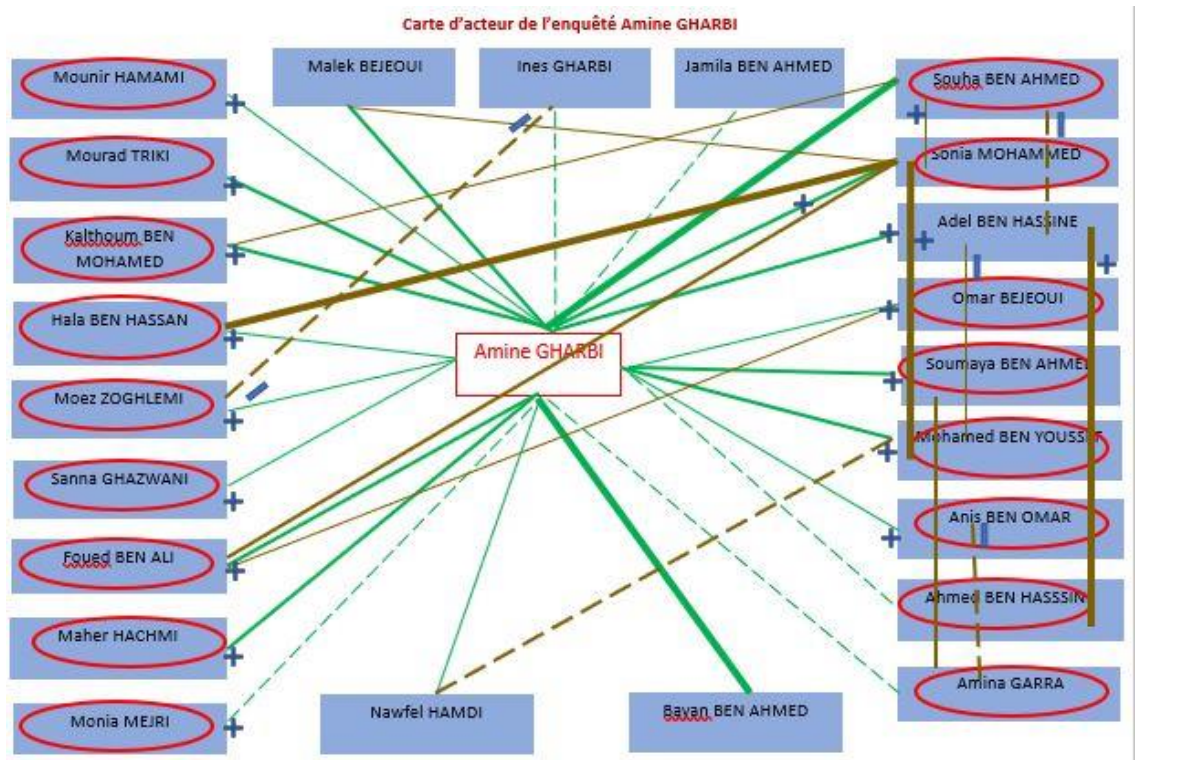 Carte d'acteur de l'enquêté Amine GHARBI
Mounir HAMAMI
Malek BEJEOUI
Ines GHARBI
Jamila BEN AHMED
Souha BEN AHMED
Mourad TRIKI
Sonia MOHAMMED
Kalthoum BEN
MOHAMED
Adel BEN HASSINE
Hala BEN HASSAN
Omar BEJEOUI
Amine GHARBI
Moez ZOGHLEMI
Soumaya BEN AHMED
Sanna GHAZWANI
Mohamed BEN YOUSSEF
Foued BEN ALI
Anis BEN OMAR
Maher HACHMI
Ahmed BEN HASSSIN
Monia MEJRI
Nawfel HAMDI
Bayan BEN AHMED
Amina GARRA